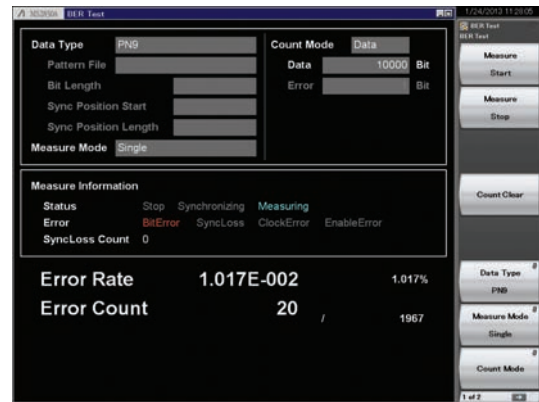 MS2830A BER Test
1/24/2013 11:28:05
BER Test
BER Test
Data Type PN9
Count Mode Data
Pattern File
Data 10000 Bit
Bit Length
Error 1 Bit
Sync Position Start
Sync Position Length
Measure Mode Single
Measure Information
Status Stop Synchronizing Measuring
Error BitError SyncLoss ClockError EnableError
SyncLoss Count 0
Error Rate 1.017E-002 1.017%
Error Count 20 / 1967
Measure
Start
Measure
Stop
Count Clear
Data Type
PN9
Measure Mode
Single
Count Mode
1 of 2